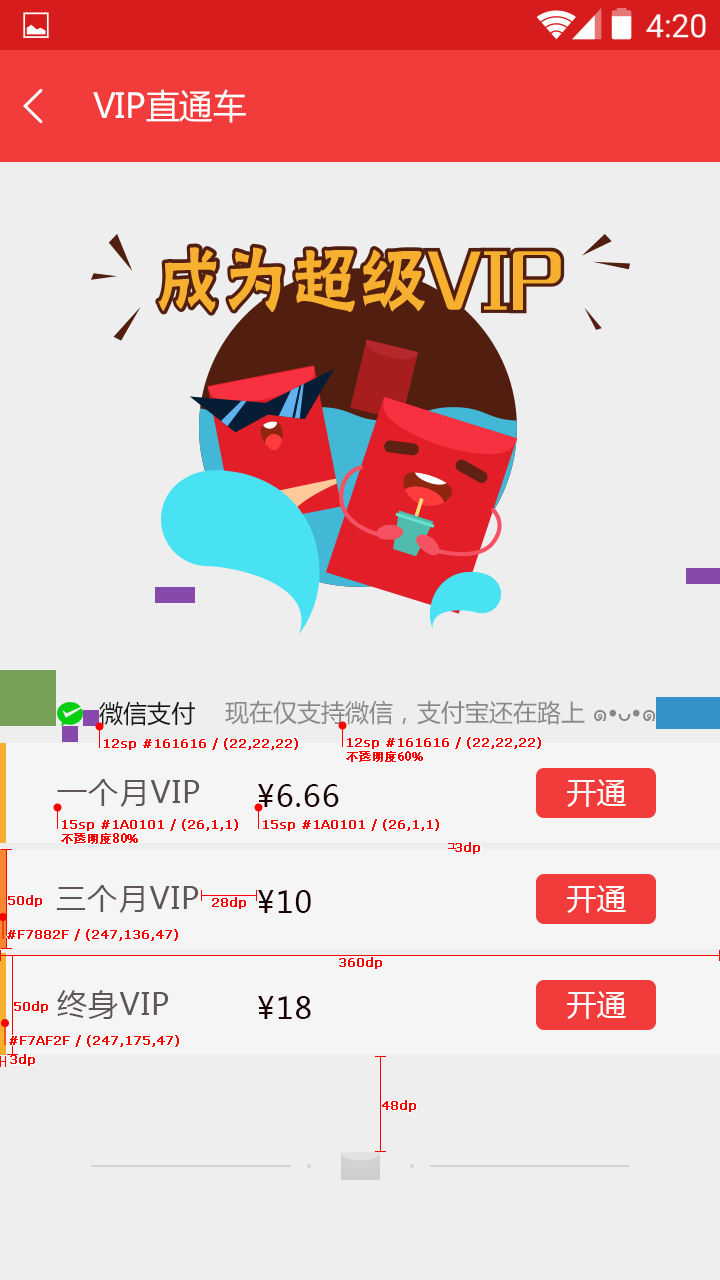 4:20
VIP直通车
成为超级VIP
微信支付 现在仅支持微信，支付宝还在路上 ๑•ᴗ•๑
12sp #161616 / (22,22,22) 12sp #161616 / (22,22,22)
不透明度60%
一个月VIP ¥6.66 开通
15sp #1A0101 / (26,1,1) 15sp #1A0101 / (26,1,1)
不透明度80%
3dp
50dp 三个月VIP 28dp ¥10 开通
#F7882F / (247,136,47)
360dp
50dp 终身VIP ¥18 开通
#F7AF2F / (247,175,47)
3dp
48dp